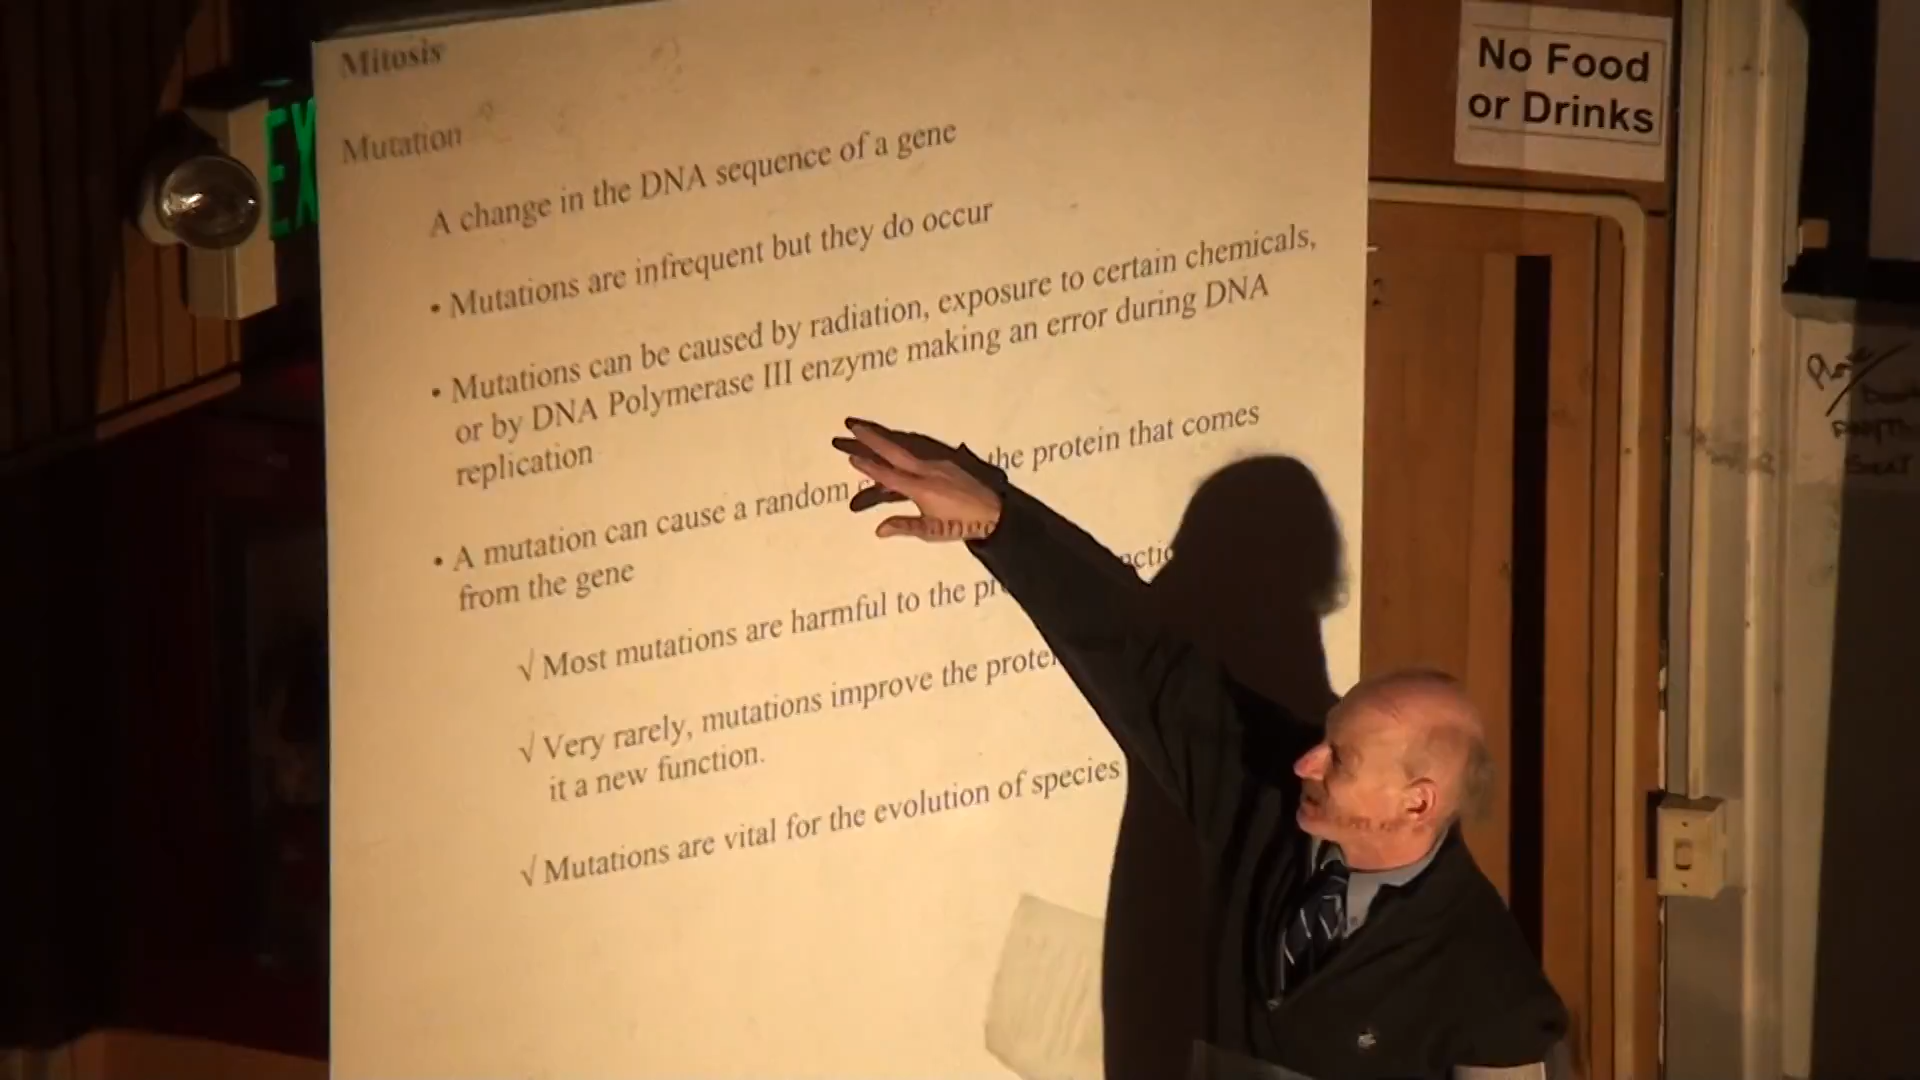 Mitosis
Mutation
A change in the DNA sequence of a gene
• Mutations are infrequent but they do occur
• Mutations can be caused by radiation, exposure to certain chemicals,
or by DNA Polymerase III enzyme making an error during DNA
replication
• A mutation can cause a random change the protein that comes
from the gene
√ Most mutations are harmful to the
√ Very rarely, mutations improve the
it a new function.
√ Mutations are vital for the evolution of species
EX
No Food
or Drinks